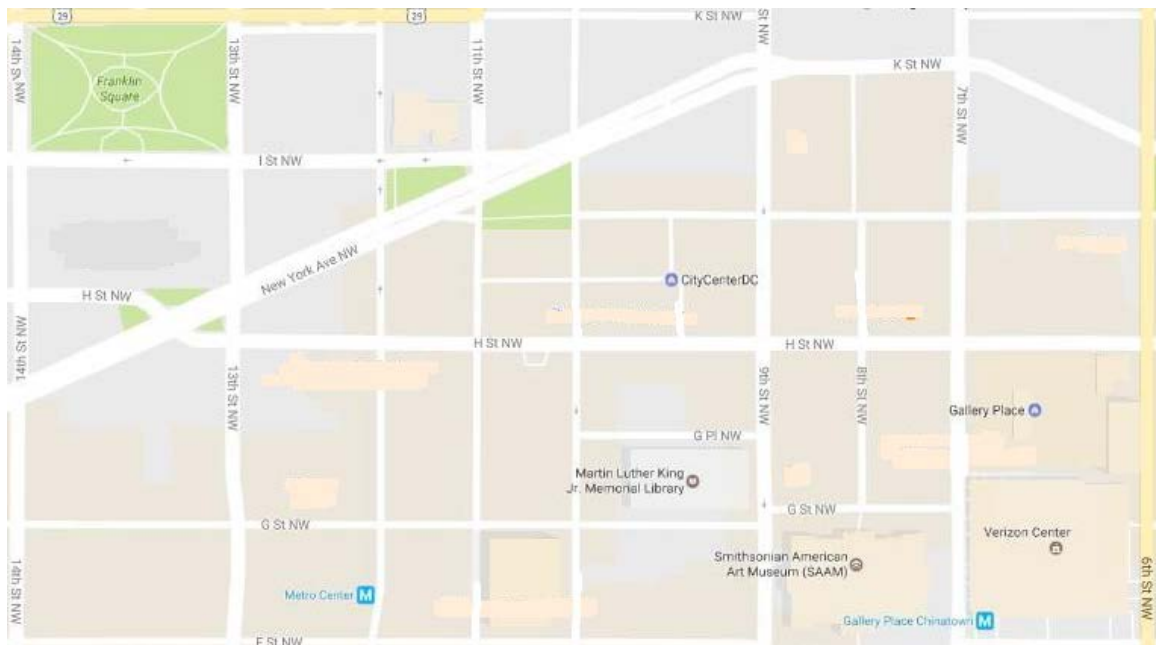 29
29
K St NW
St NW
14th St NW
13th St NW
11th St NW
Franklin
Square
K St NW
7th St NW
I St NW
New York Ave NW
CityCenterDC
H St NW
H St NW
H St NW
14th St NW
13th St NW
9th St NW
8th St NW
Gallery Place
G Pl NW
Martin Luther King
Jr. Memorial Library
G St NW
G St NW
Verizon Center
Smithsonian American
Art Museum (SAAM)
14th St NW
6th St NW
Metro Center M
Gallery Place Chinatown M